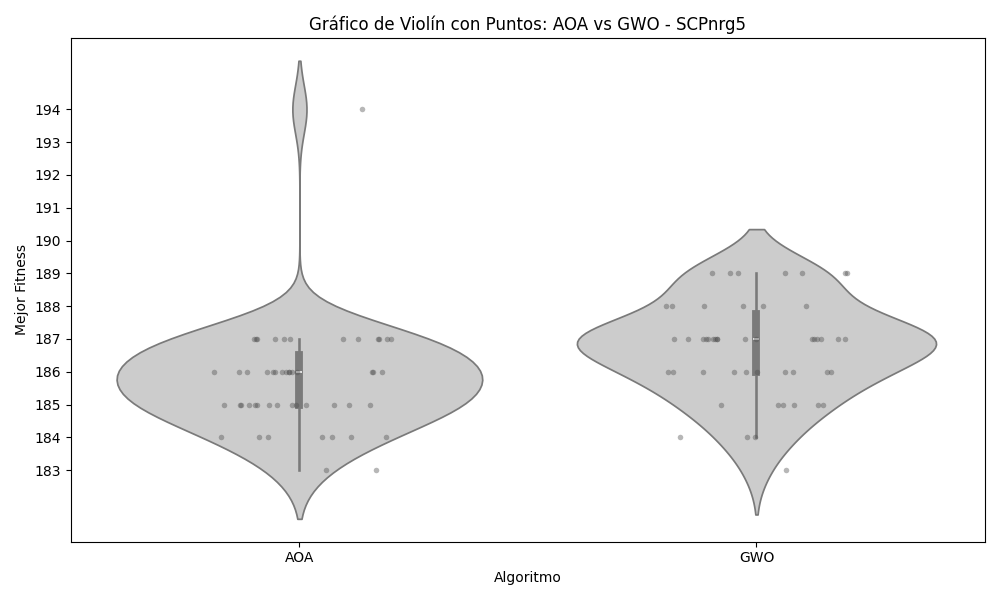 Gráfico de Violín con Puntos: AOA vs GWO - SCPnrg5
Mejor Fitness
194
193
192
191
190
189
188
187
186
185
184
183
AOA
GWO
Algoritmo